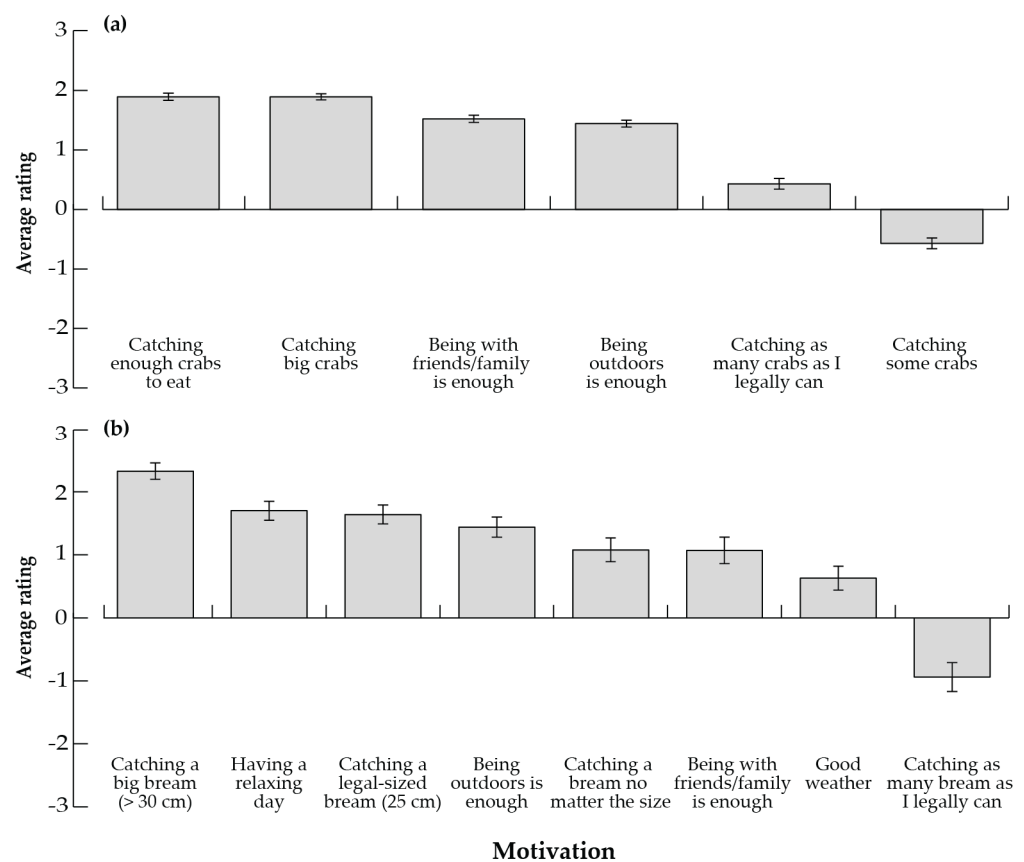 (a)
3
2
1
0
-1
-2
-3
Average rating
Catching
enough crabs
to eat
Catching
big crabs
Being with
friends/family
is enough
Being
outdoors
is enough
Catching as
many crabs as I
legally can
Catching
some crabs
(b)
3
2
1
0
-1
-2
-3
Average rating
Catching a
big bream
(> 30 cm)
Having a
relaxing
day
Catching a
legal-sized
bream (25 cm)
Being
outdoors is
enough
Catching a
bream no
matter the size
Being with
friends/family
is enough
Good
weather
Catching as
many bream as
I legally can
Motivation